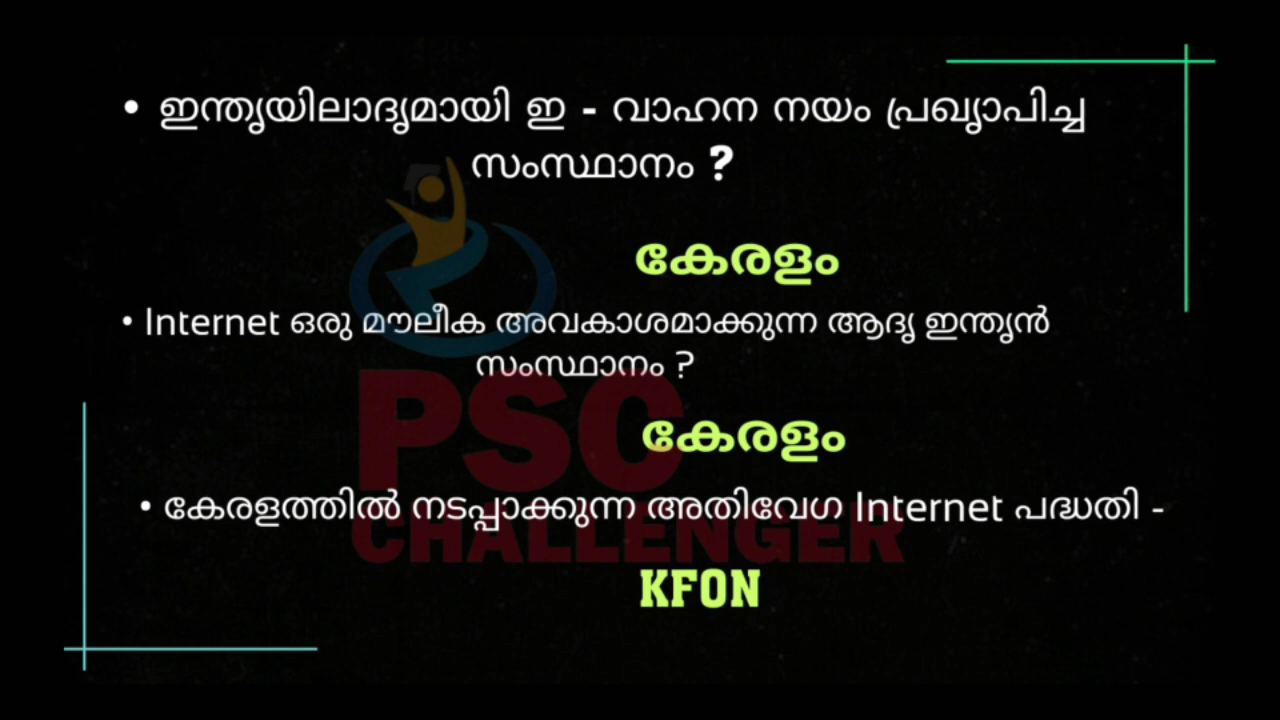 • ഇന്ത്യയിലാദ്യമായി ഇ - വാഹന നയം പ്രഖ്യാപിച്ച
സംസ്ഥാനം ?
കേരളം
• Internet ഒരു മൗലീക അവകാശമാക്കുന്ന ആദ്യ ഇന്ത്യൻ
സംസ്ഥാനം ?
PSC
കേരളം
• കേരളത്തിൽ നടപ്പാക്കുന്ന അതിവേഗ Internet പദ്ധതി -
CHALLENGER
KFON